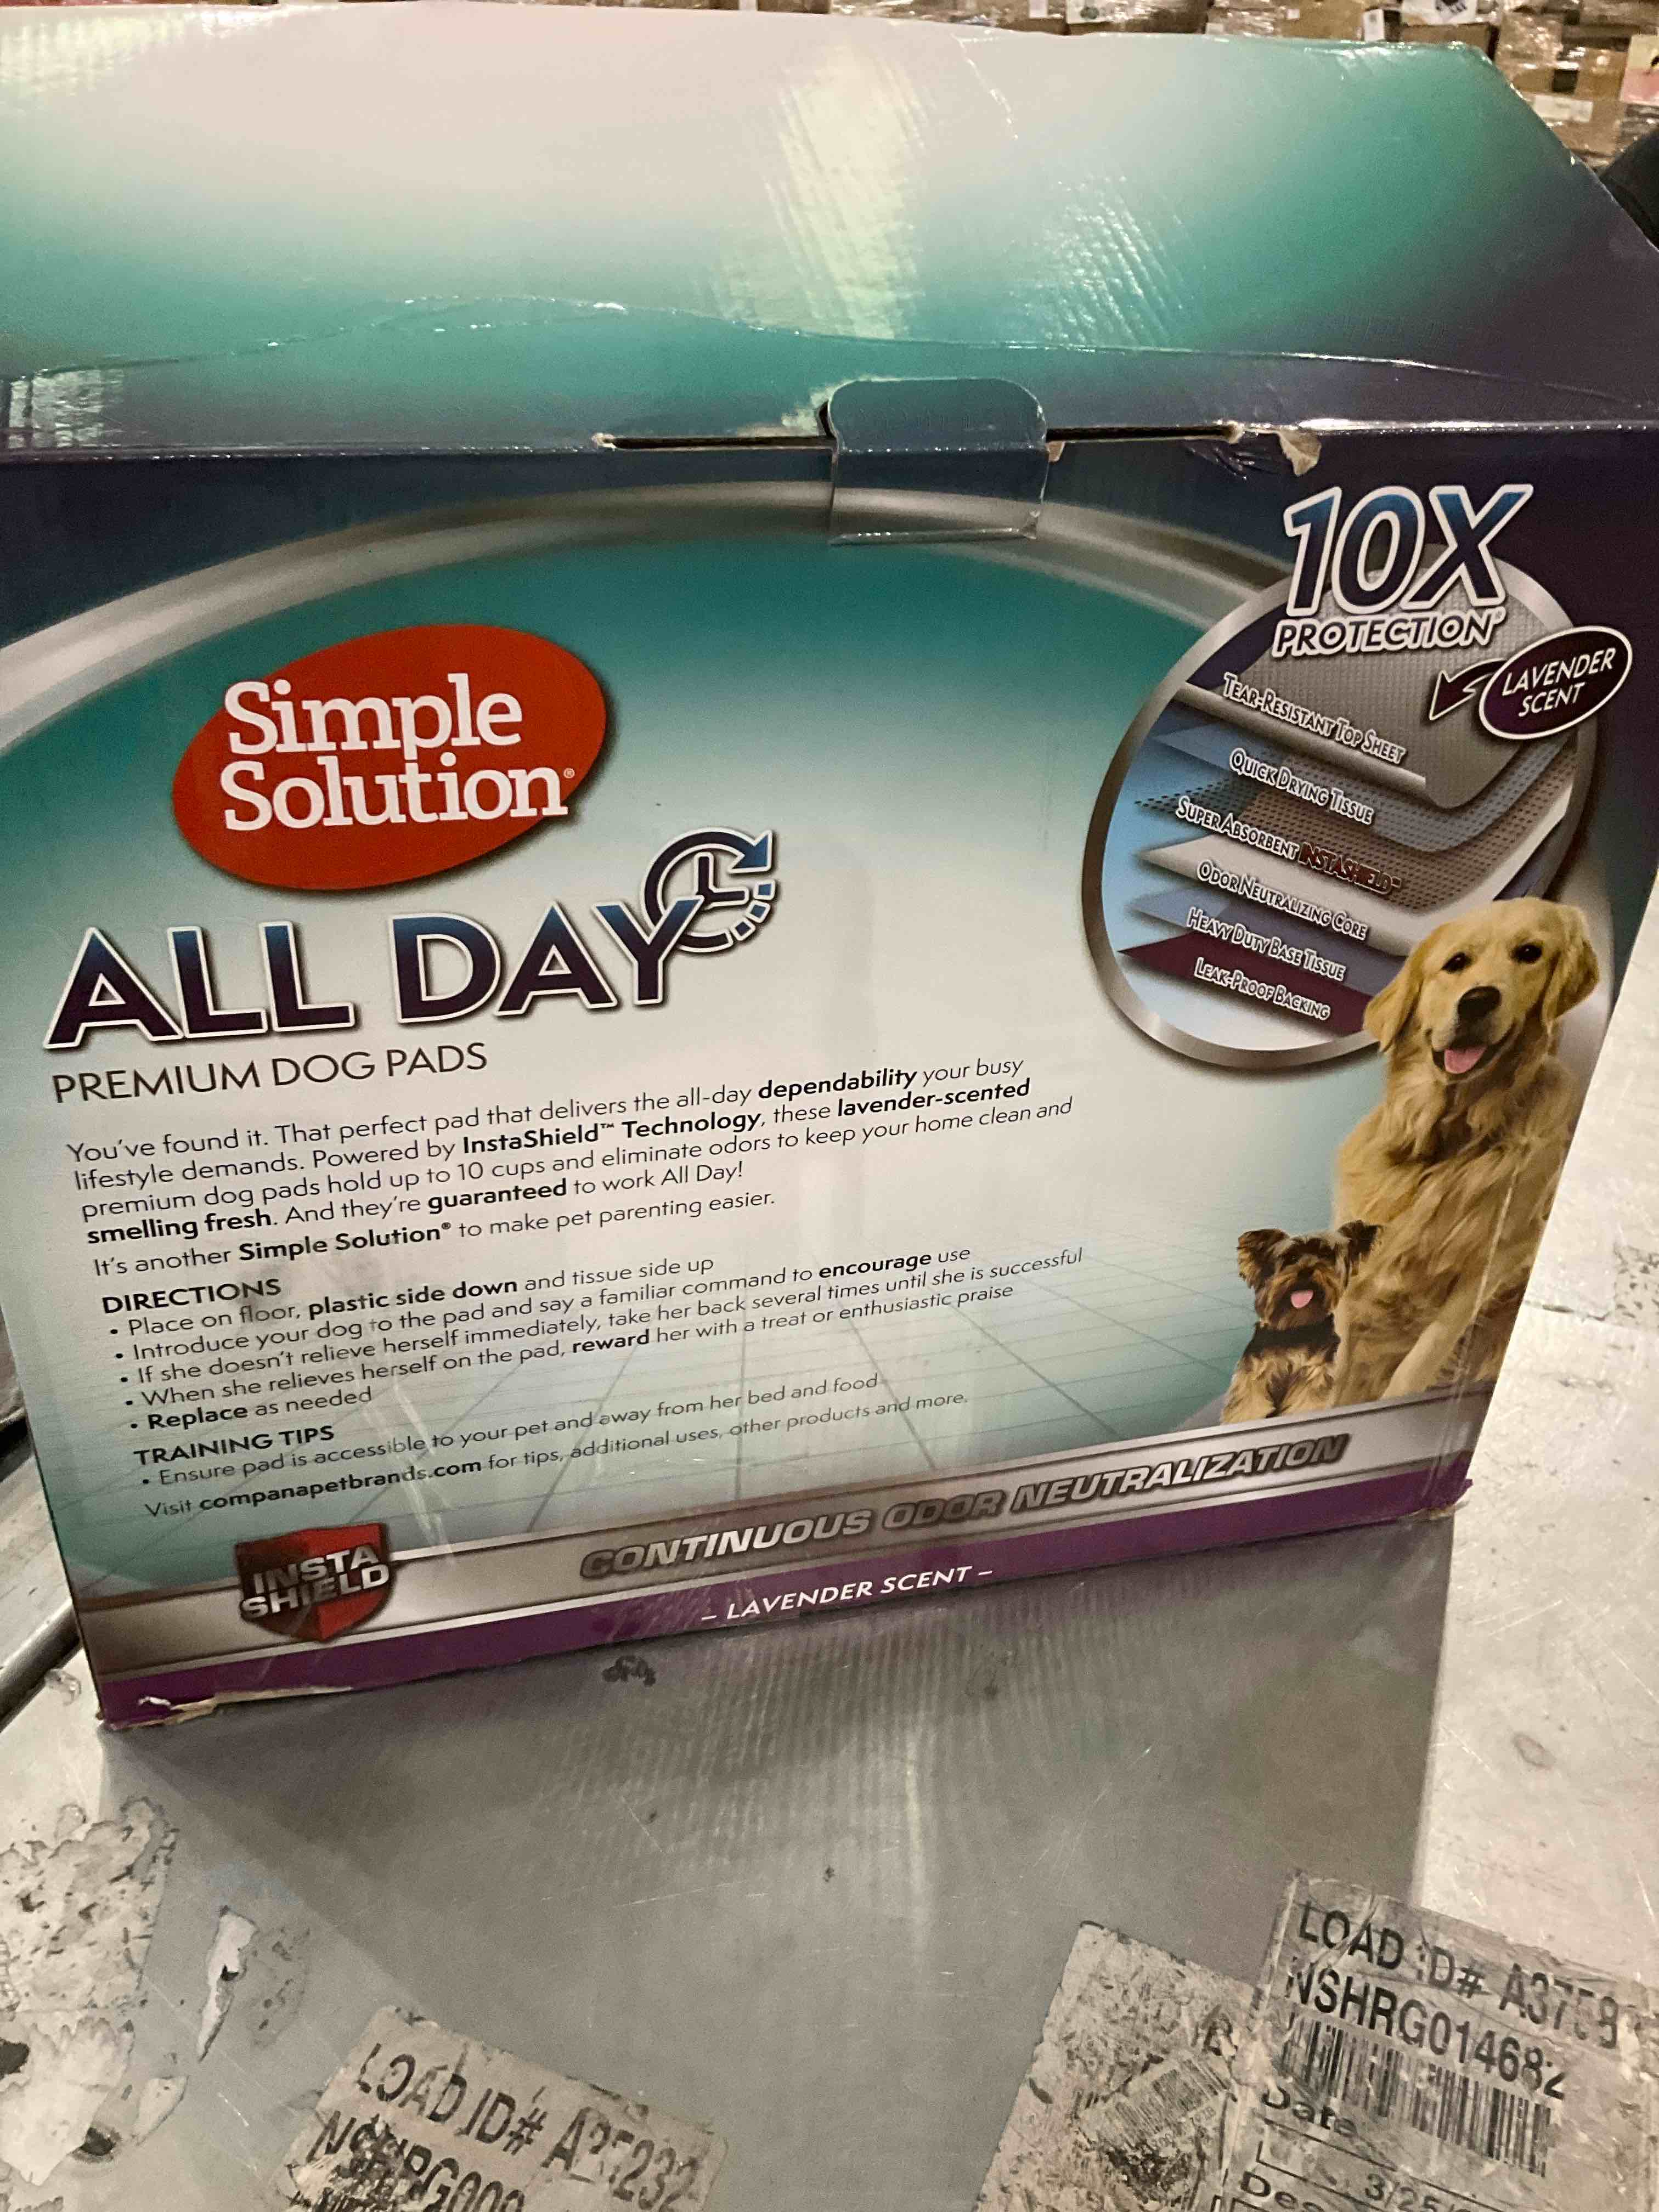 10X
PROTECTION
LAVENDER
SCENT
TEAR-RESISTANT TOP SHEET
QUICK DRYING TISSUE
SUPER ABSORBENT INSTASHIELD™
ODOR NEUTRALIZING CORE
HEAVY DUTY BASE TISSUE
LEAK-PROOF BACKING
Simple
Solution®
ALL DAY
PREMIUM DOG PADS
You've found it. That perfect pad that delivers the all-day dependability your busy
lifestyle demands. Powered by InstaShield™ Technology, these lavender-scented
premium dog pads hold up to 10 cups and eliminate odors to keep your home clean and
smelling fresh. And they're guaranteed to work All Day!
It's another Simple Solution® to make pet parenting easier.
DIRECTIONS
• Place on floor, plastic side down and tissue side up
• Introduce your dog to the pad and say a familiar command to encourage use
• If she doesn't relieve herself immediately, take her back several times until she is successful
• When she relieves herself on the pad, reward her with a treat or enthusiastic praise
• Replace as needed
TRAINING TIPS
• Ensure pad is accessible to your pet and away from her bed and food
Visit companapetbrands.com for tips, additional uses, other products and more.
INSTA
SHIELD
CONTINUOUS ODOR NEUTRALIZATION
– LAVENDER SCENT –
LOAD ID#
NSHRG014682
Date
LOAD ID#